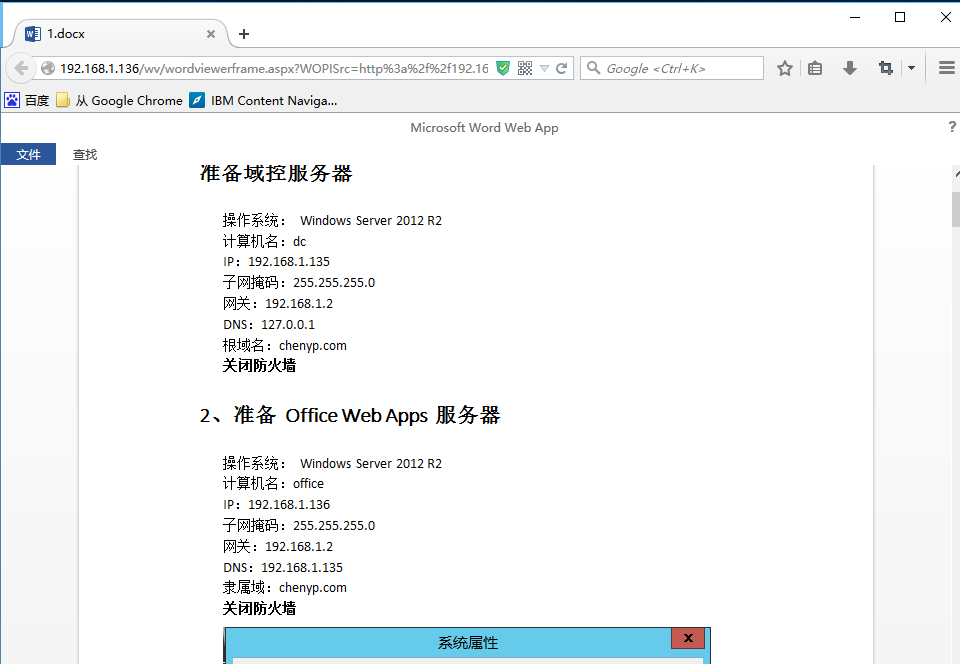 1.docx
192.168.1.136/wv/wordviewerframe.aspx?WOPISrc=http%3a%2f%2f192.16
Google <Ctrl+K>
百度 从 Google Chrome IBM Content Naviga...
Microsoft Word Web App ?
文件 查找
准备域控服务器
操作系统： Windows Server 2012 R2
计算机名：dc
IP：192.168.1.135
子网掩码：255.255.255.0
网关：192.168.1.2
DNS：127.0.0.1
根域名：chenyp.com
关闭防火墙
2、准备 Office Web Apps 服务器
操作系统： Windows Server 2012 R2
计算机名：office
IP：192.168.1.136
子网掩码：255.255.255.0
网关：192.168.1.2
DNS：192.168.1.135
隶属域：chenyp.com
关闭防火墙
系统属性